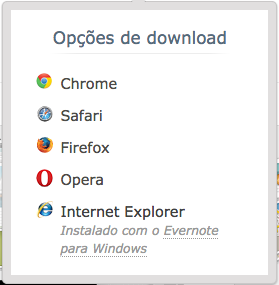 Opções de download
Chrome
Safari
Firefox
Opera
Internet Explorer
Instalado com o Evernote
para Windows